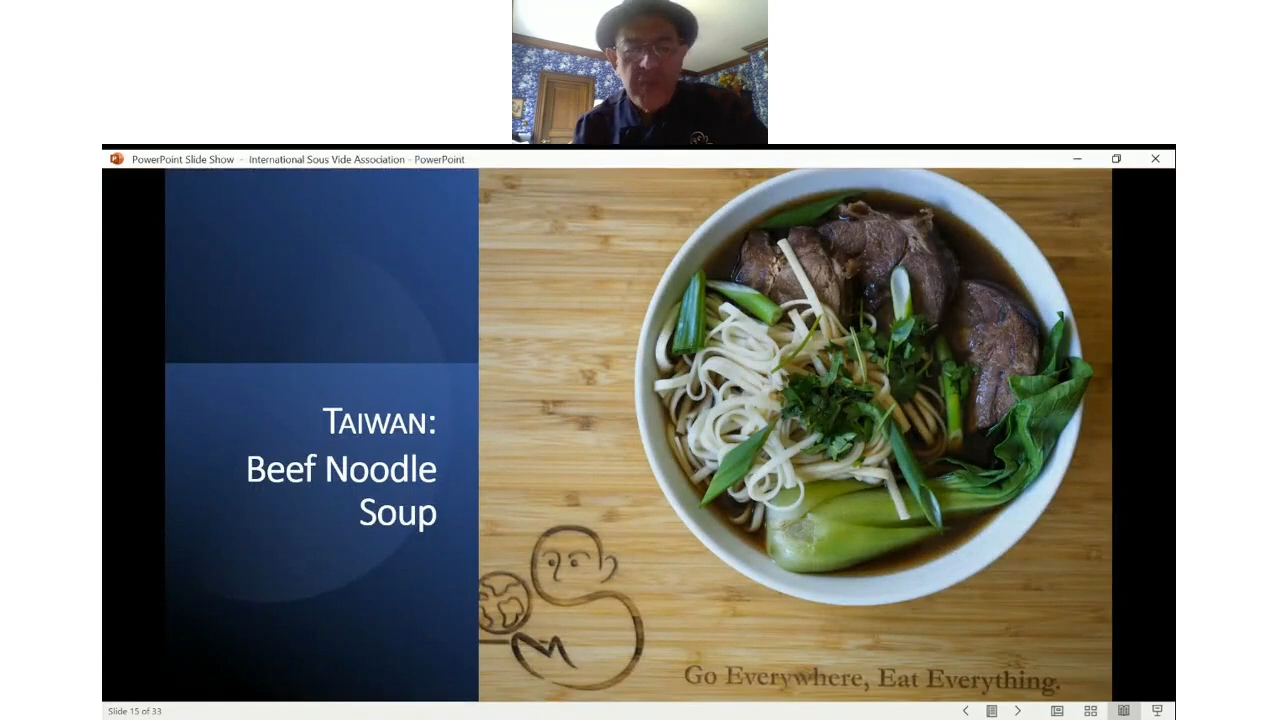 PowerPoint Slide Show - International Sous Vide Association - PowerPoint
TAIWAN:
Beef Noodle
Soup
Go Everywhere, Eat Everything.
Slide 15 of 33